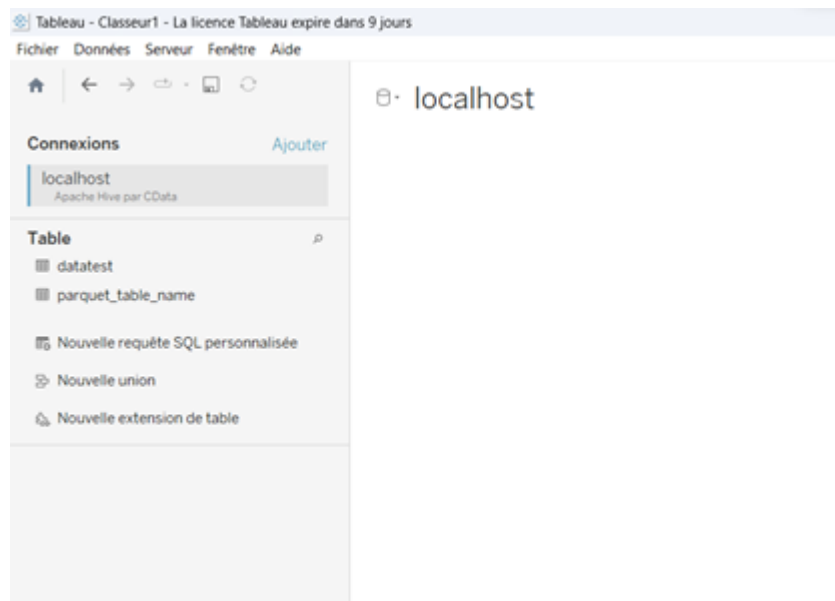 Tableau - Classeur1 - La licence Tableau expire dans 9 jours
Fichier Données Serveur Fenêtre Aide
localhost
Connexions Ajouter
localhost
Apache Hive par CData
Table
datatest
parquet_table_name
Nouvelle requête SQL personnalisée
Nouvelle union
Nouvelle extension de table